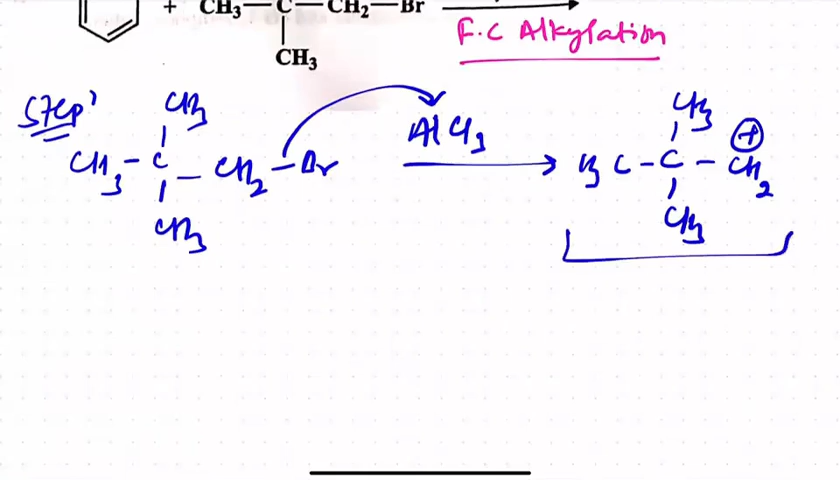 + CH3—C—CH2—Br
F.C Alkylation
CH3
Step'
CH3
CH3
CH3 - C - CH2 - Br
AlCl3
H3C - C - CH2
+
CH3
CH3